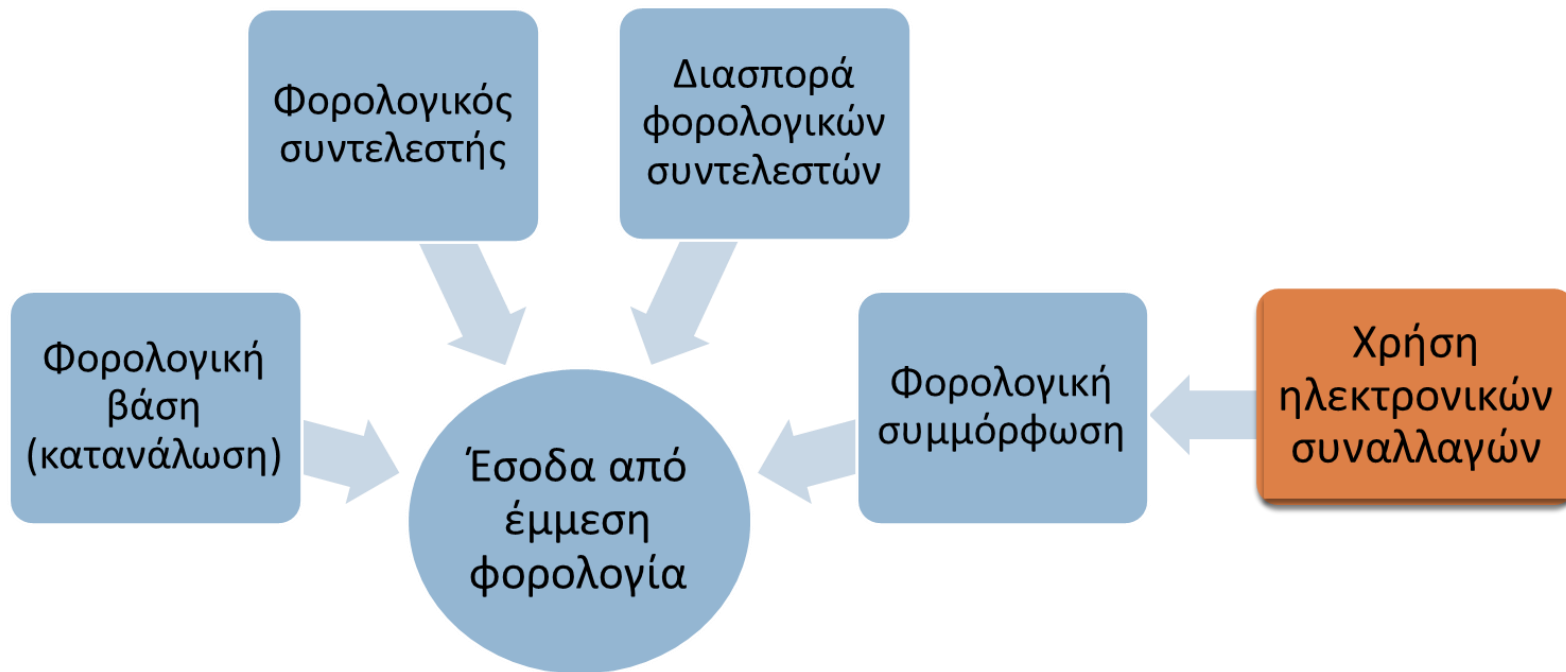 Φορολογικός
συντελεστής
Διασπορά
φορολογικών
συντελεστών
Φορολογική
βάση
(κατανάλωση)
Έσοδα από
έμμεση
φορολογία
Φορολογική
συμμόρφωση
Χρήση
ηλεκτρονικών
συναλλαγών